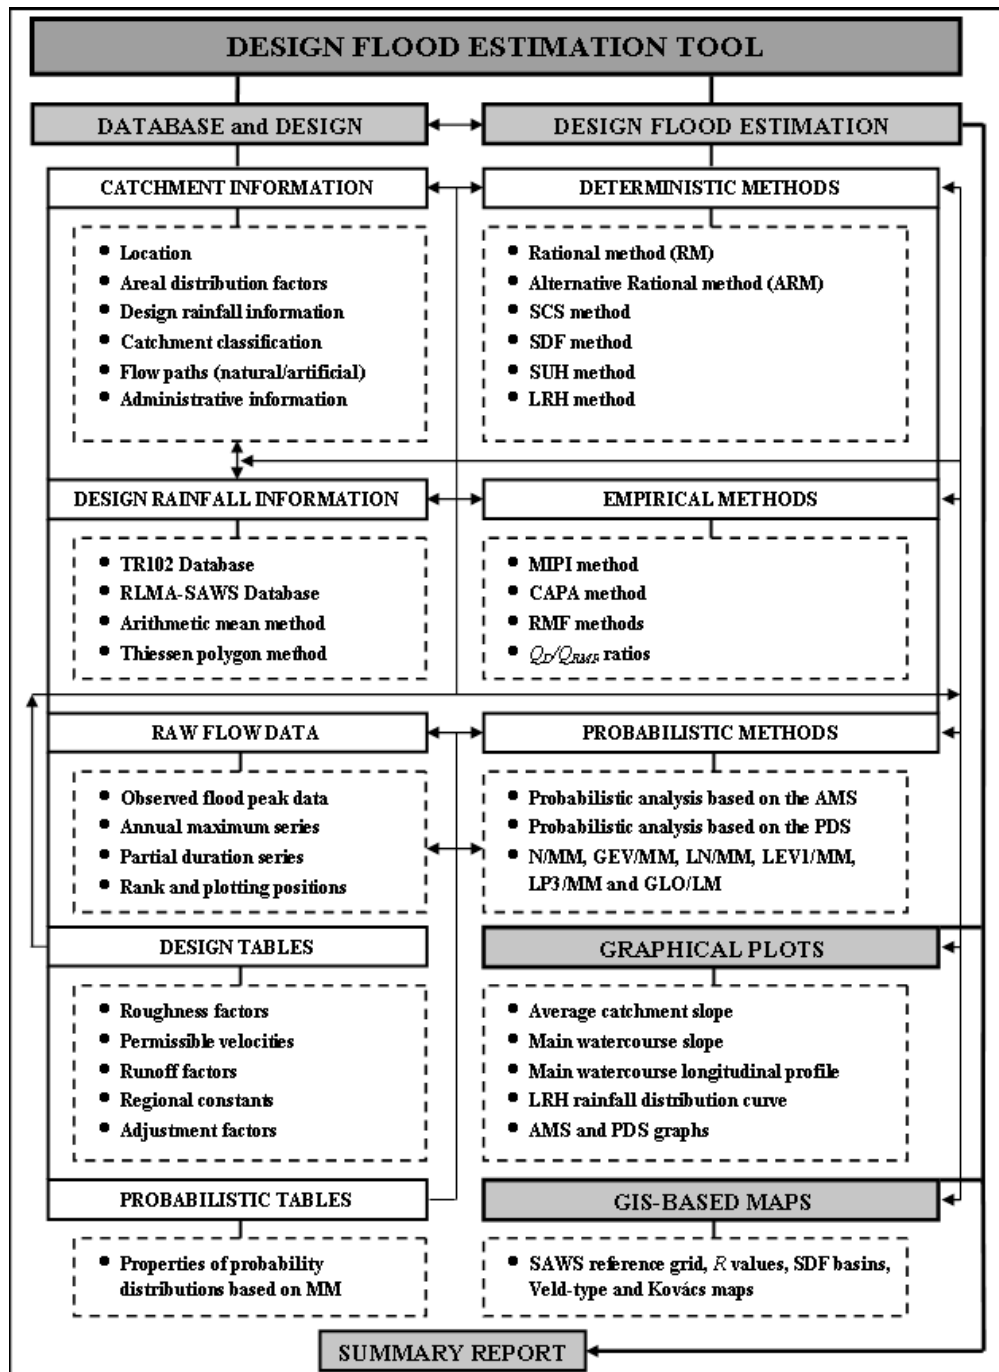 DESIGN FLOOD ESTIMATION TOOL
DATABASE and DESIGN
DESIGN FLOOD ESTIMATION
CATCHMENT INFORMATION
• Location
• Areal distribution factors
• Design rainfall information
• Catchment classification
• Flow paths (natural/artificial)
• Administrative information
DETERMINISTIC METHODS
• Rational method (RM)
• Alternative Rational method (ARM)
• SCS method
• SDF method
• SUH method
• LRH method
DESIGN RAINFALL INFORMATION
• TR102 Database
• RLMA-SAWS Database
• Arithmetic mean method
• Thiessen polygon method
EMPIRICAL METHODS
• MIPI method
• CAPA method
• RMF methods
• QD/QRMF ratios
RAW FLOW DATA
• Observed flood peak data
• Annual maximum series
• Partial duration series
• Rank and plotting positions
PROBABILISTIC METHODS
• Probabilistic analysis based on the AMS
• Probabilistic analysis based on the PDS
• N/MM, GEV/MM, LN/MM, LEV1/MM,
LP3/MM and GLO/LM
DESIGN TABLES
• Roughness factors
• Permissible velocities
• Runoff factors
• Regional constants
• Adjustment factors
GRAPHICAL PLOTS
• Average catchment slope
• Main watercourse slope
• Main watercourse longitudinal profile
• LRH rainfall distribution curve
• AMS and PDS graphs
PROBABILISTIC TABLES
• Properties of probability
distributions based on MM
GIS-BASED MAPS
• SAWS reference grid, R values, SDF basins,
Veld-type and Kovács maps
SUMMARY REPORT